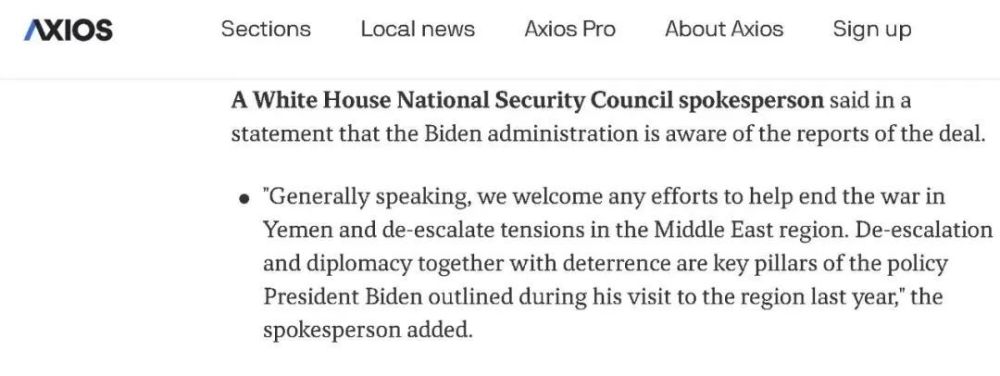 AXIOS Sections Local news Axios Pro About Axios Sign up
A White House National Security Council spokesperson said in a
statement that the Biden administration is aware of the reports of the deal.
• "Generally speaking, we welcome any efforts to help end the war in
Yemen and de-escalate tensions in the Middle East region. De-escalation
and diplomacy together with deterrence are key pillars of the policy
President Biden outlined during his visit to the region last year," the
spokesperson added.